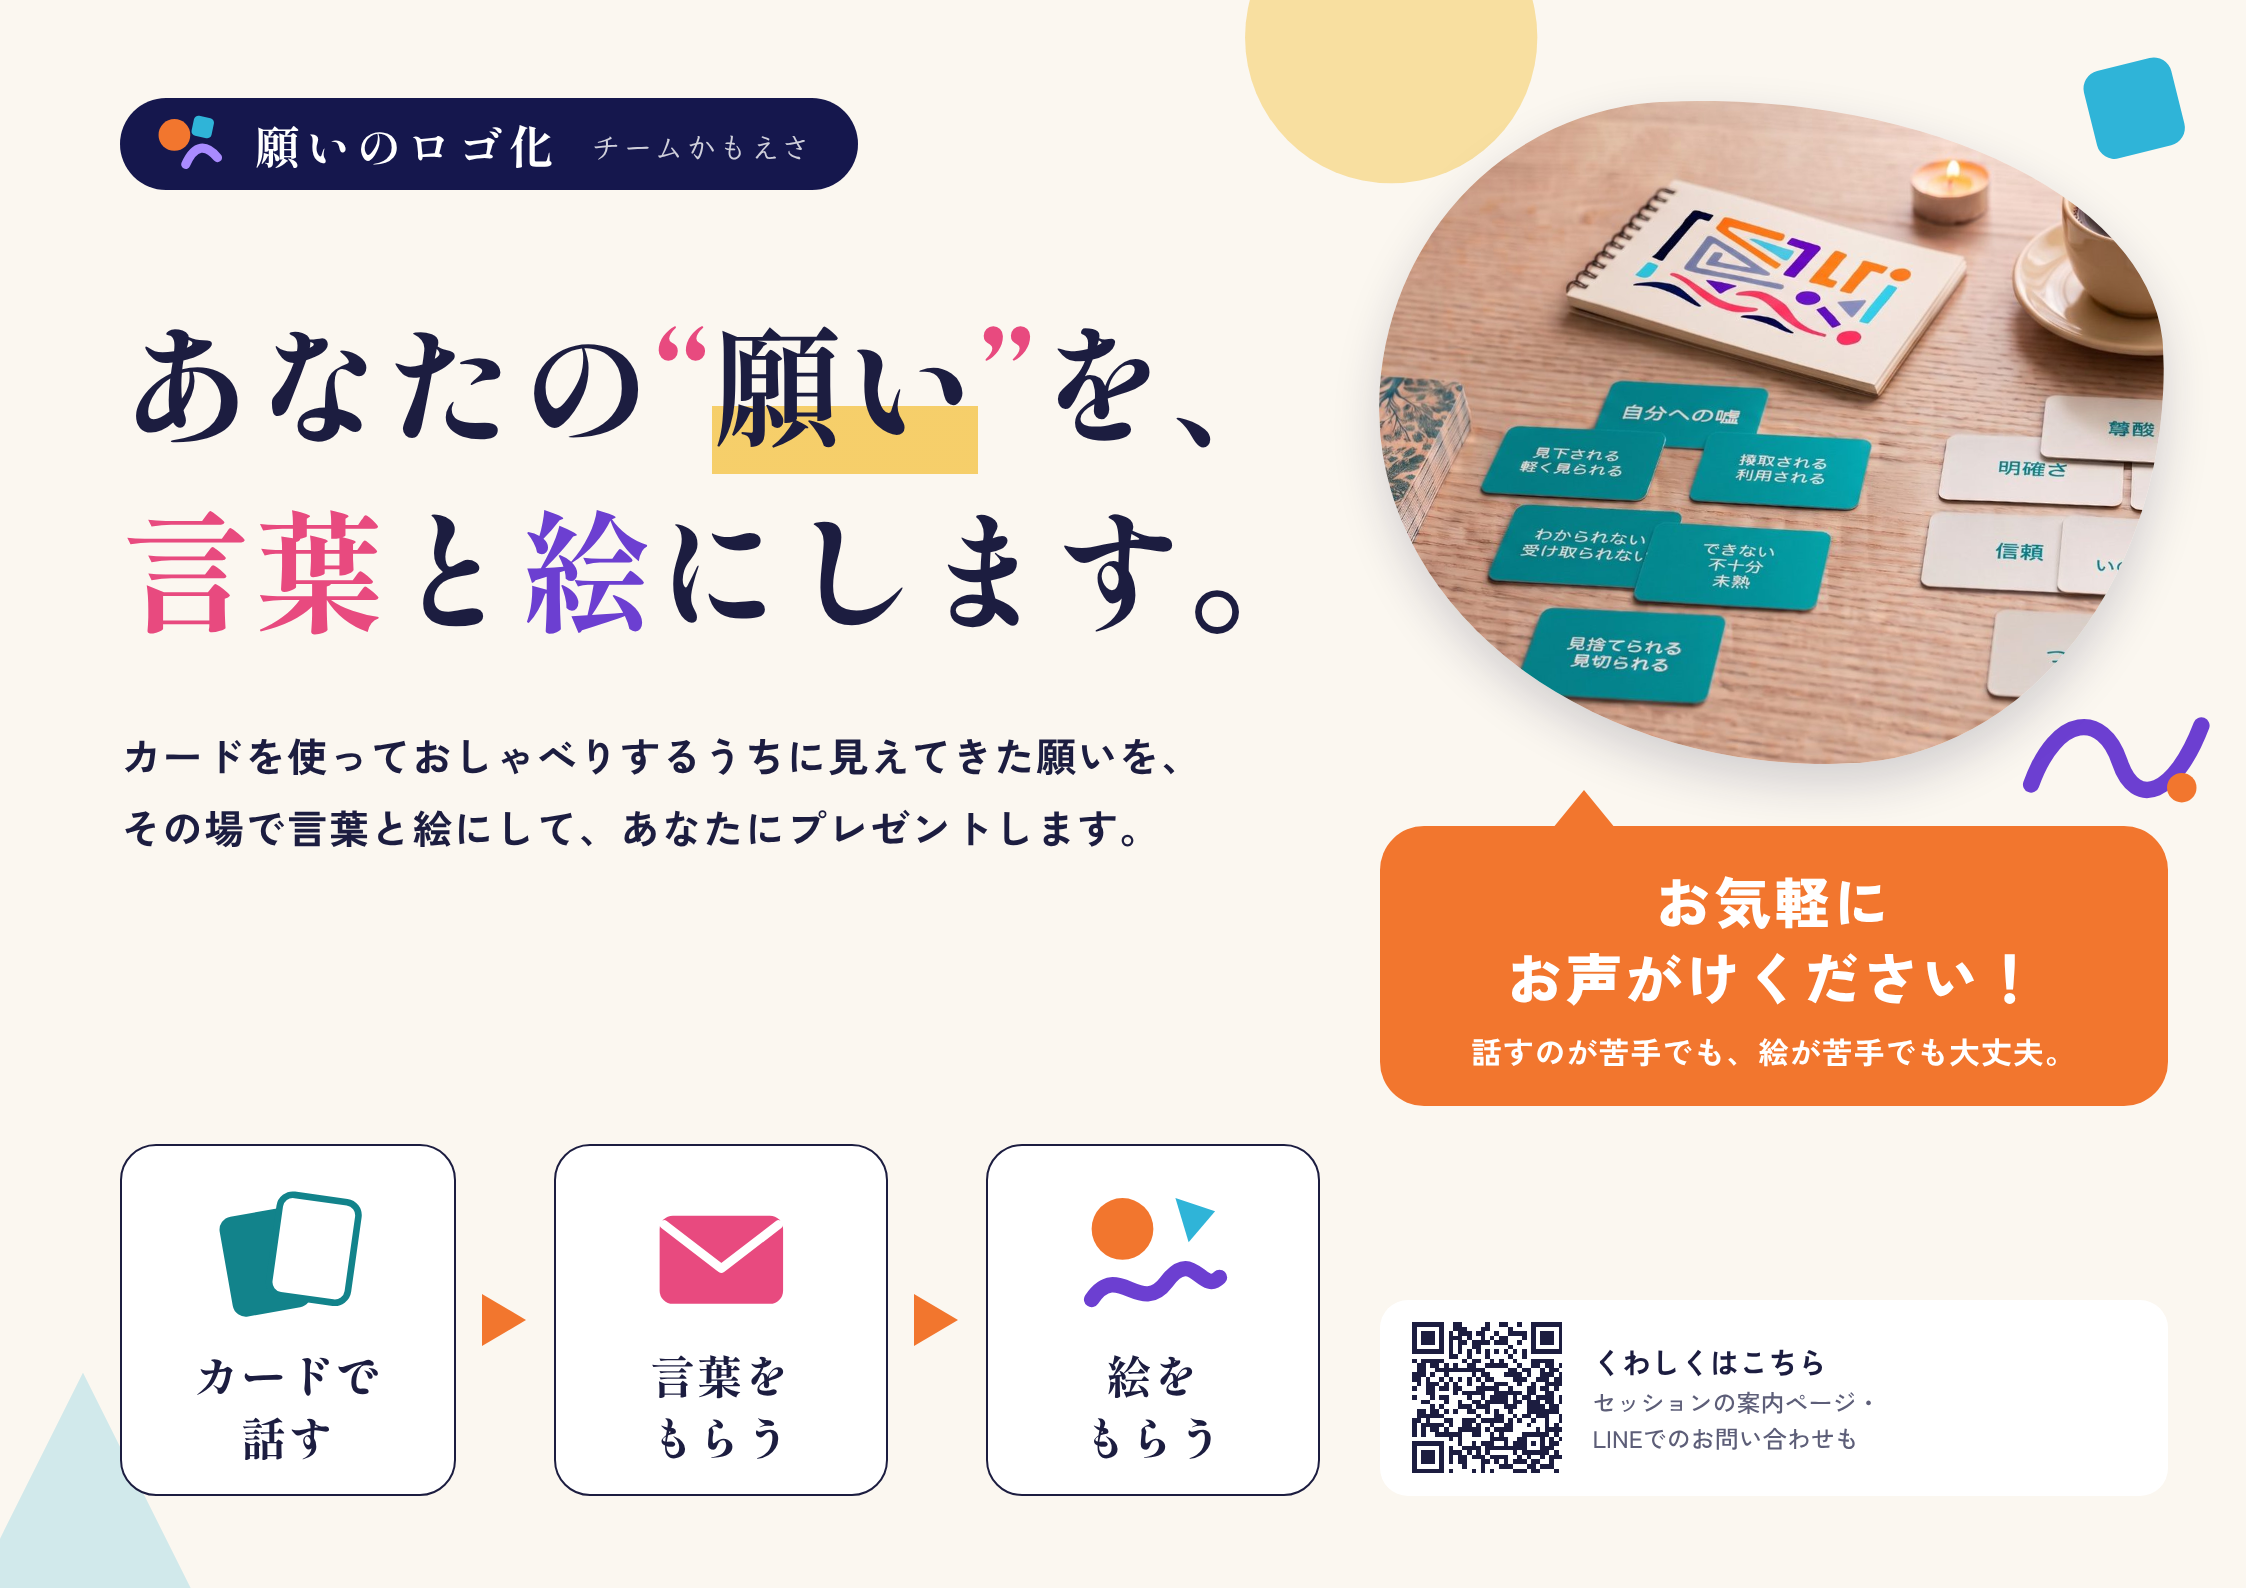 願いのロゴ化 チームかもえさ
あなたの“願い”を、
言葉と絵にします。
カードを使っておしゃべりするうちに見えてきた願いを、
その場で言葉と絵にして、あなたにプレゼントします。
自分への嘘
見下される
軽く見られる
搾取される
利用される
わかられない
受け取られない
できない
不十分
未熟
見捨てられる
見切られる
明確さ
信頼
お気軽に
お声がけください！
話すのが苦手でも、絵が苦手でも大丈夫。
カードで
話す
言葉を
もらう
絵を
もらう
くわしくはこちら
セッションの案内ページ・
LINEでのお問い合わせも